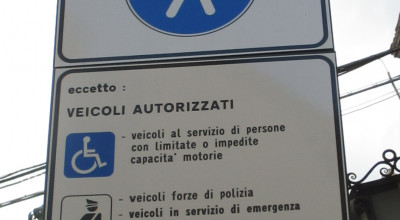 eccetto :
VEICOLI AUTORIZZATI
- veicoli al servizio di persone
con limitate o impedite
capacita' motorie
- veicoli forze di polizia
- veicoli in servizio di emergenza